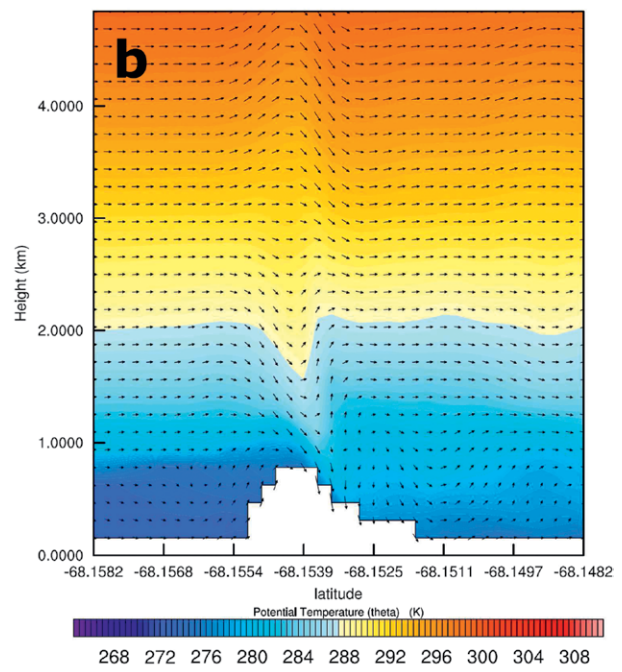 b
4.0000
3.0000
2.0000
1.0000
0.0000
Height (km)
-68.1582 -68.1568 -68.1554 -68.1539 -68.1525 -68.1511 -68.1497 -68.1482
latitude
Potential Temperature (theta) (K)
268 272 276 280 284 288 292 296 300 304 308